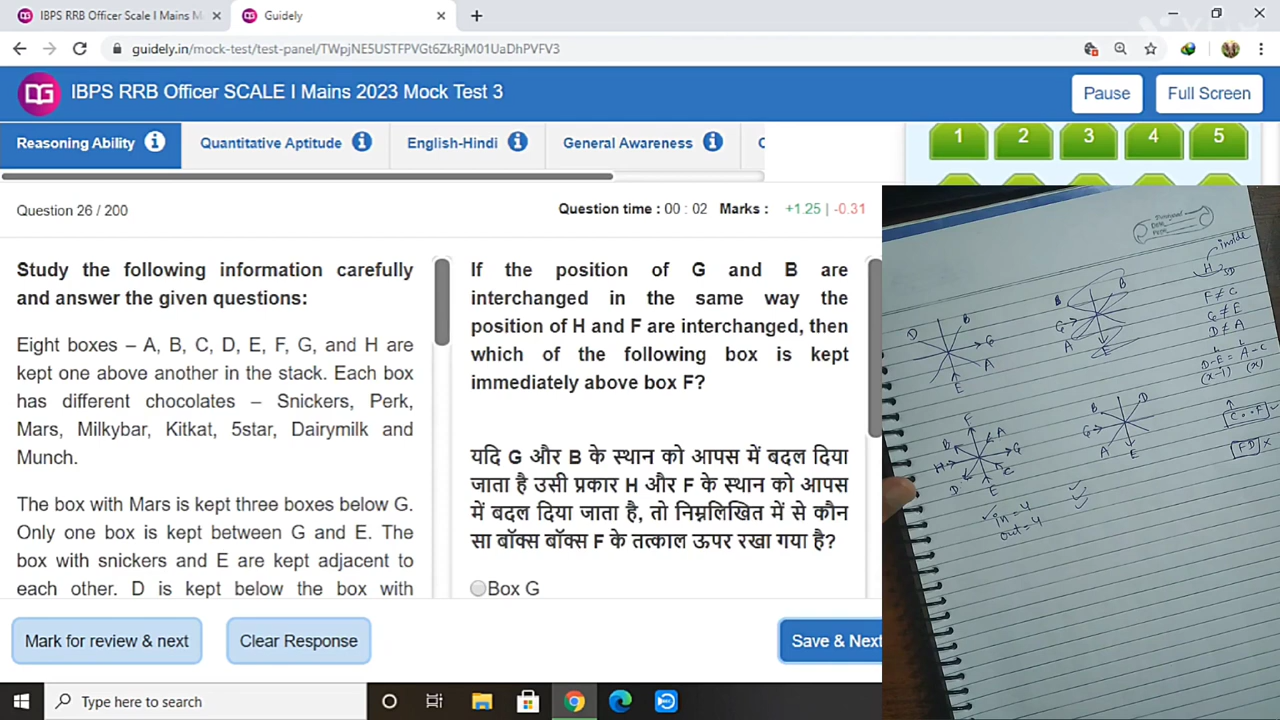 IBPS RRB Officer Scale I Mains M
Guidely
guidely.in/mock-test/test-panel/TWpjNE5USTFPVGt6ZkRjM01UaDhPVFV3
IBPS RRB Officer SCALE I Mains 2023 Mock Test 3
Pause
Full Screen
Reasoning Ability
Quantitative Aptitude
English-Hindi
General Awareness
1 2 3 4 5
Question 26 / 200
Question time : 00 : 02 Marks : +1.25 | -0.31
Study the following information carefully
and answer the given questions:
Eight boxes – A, B, C, D, E, F, G, and H are
kept one above another in the stack. Each box
has different chocolates – Snickers, Perk,
Mars, Milkybar, Kitkat, 5star, Dairymilk and
Munch.
The box with Mars is kept three boxes below G.
Only one box is kept between G and E. The
box with snickers and E are kept adjacent to
each other. D is kept below the box with
If the position of G and B are
interchanged in the same way the
position of H and F are interchanged, then
which of the following box is kept
immediately above box F?
यदि G और B के स्थान को आपस में बदल दिया
जाता है उसी प्रकार H और F के स्थान को आपस
में बदल दिया जाता है, तो निम्नलिखित में से कौन
सा बॉक्स बॉक्स F के तत्काल ऊपर रखा गया है?
Box G
Mark for review & next
Clear Response
Save & Next
Type here to search
inside
H
F ≠ C
G ≠ E
D ≠ A
D-E = A-C
(x-1) (x)
C . . F
FD x
D B G A E
B G A E
F A G C E D H B
B D G A E
in = 4
out = 4